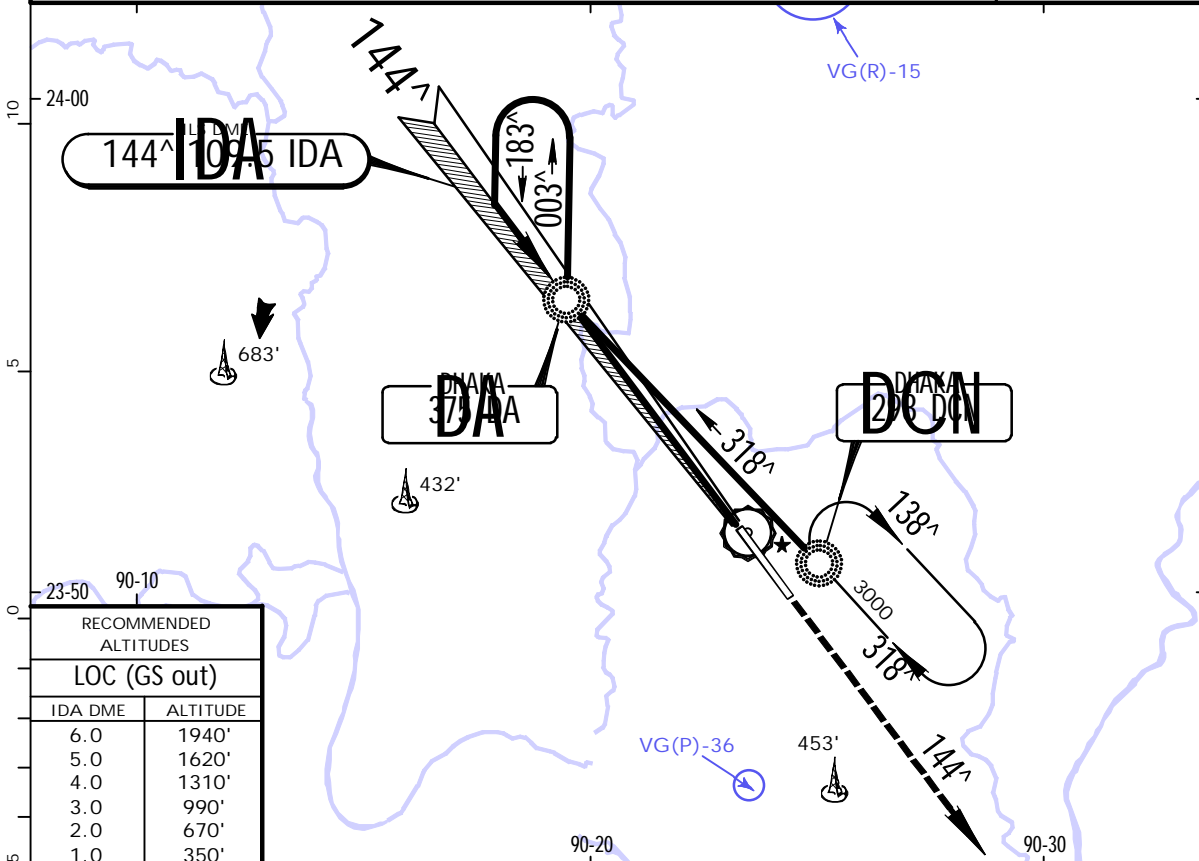 VG(R)-15
10
24-00
144^
ILS DME
144^ 109.5 IDA
IDA
183^
003^
683'
5
DHAKA
375 DA
DA
DHAKA
293 DCN
DCN
318^
432'
138^
3000
318^
90-10
0
23-50
RECOMMENDED
ALTITUDES
LOC (GS out)
IDA DME ALTITUDE
6.0 1940'
5.0 1620'
4.0 1310'
3.0 990'
2.0 670'
1.0 350'
VG(P)-36
453'
144^
5
90-20
90-30